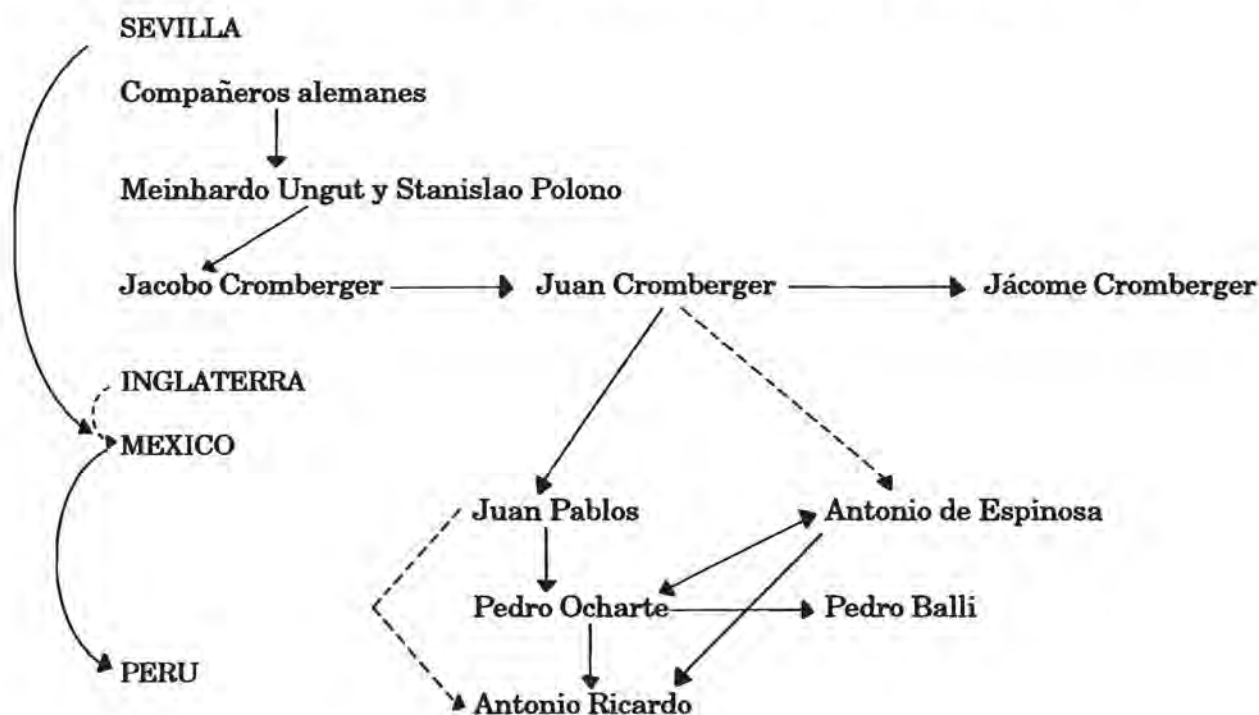 SEVILLA
Compañeros alemanes
Meinhardo Ungut y Stanislao Polono
Jacobo Cromberger Juan Cromberger Jácome Cromberger
INGLATERRA
MEXICO
Juan Pablos Antonio de Espinosa
Pedro Ocharte Pedro Balli
PERU
Antonio Ricardo